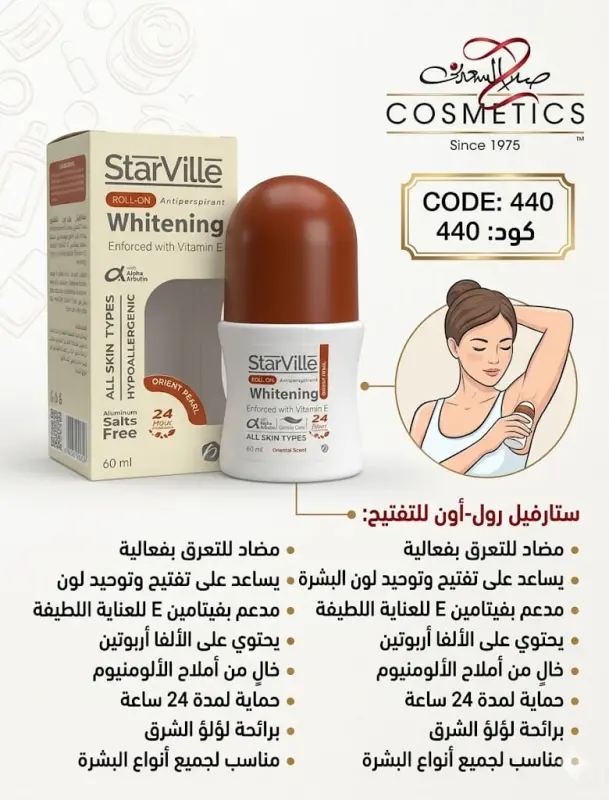 COSMETICS
Since 1975
TM
CODE: 440
كود: 440
StarVille
ROLL-ON Antiperspirant
Whitening
Enforced with Vitamin E
α with Alpha Arbutin
ALL SKIN TYPES
HYPOALLERGENIC
ORIENT PEARL
Aluminum
Salts
Free
24
HOUR
60 ml
StarVille
ROLL-ON Antiperspirant
Whitening
Enforced with Vitamin E
α with Alpha Arbutin
24
ALL SKIN TYPES
60 ml Oriental Scent
ستارفيل رول-أون للتفتيح:
مضاد للتعرق بفعالية
يساعد على تفتيح وتوحيد لون البشرة
مدعم بفيتامين E للعناية اللطيفة
يحتوي على الألفا أربوتين
خالٍ من أملاح الألومنيوم
حماية لمدة 24 ساعة
برائحة لؤلؤ الشرق
مناسب لجميع أنواع البشرة
مضاد للتعرق بفعالية
يساعد على تفتيح وتوحيد لون
مدعم بفيتامين E للعناية اللطيفة
يحتوي على الألفا أربوتين
خالٍ من أملاح الألومنيوم
حماية لمدة 24 ساعة
برائحة لؤلؤ الشرق
مناسب لجميع أنواع البشرة